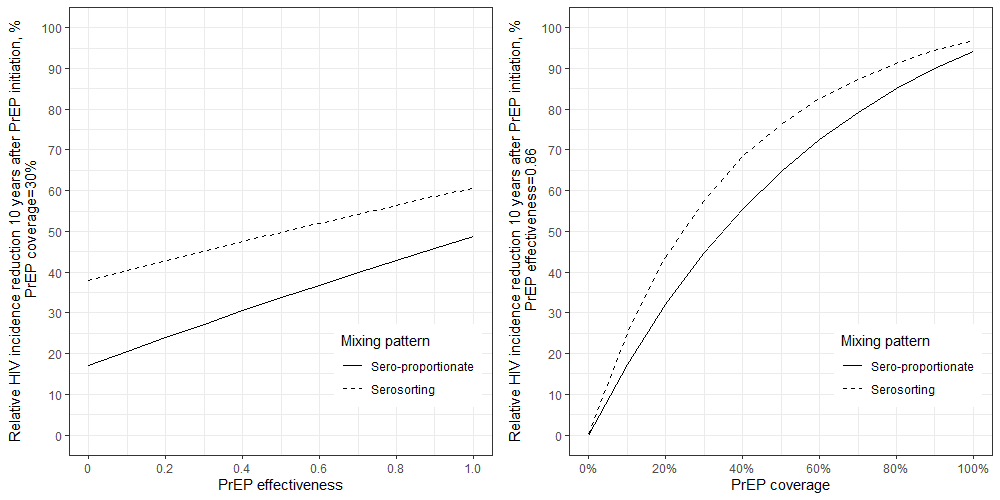 Relative HIV incidence reduction 10 years after PrEP initiation, %
PrEP coverage=30%
100
90
80
70
60
50
40
30
20
10
0
Mixing pattern
Sero-proportionate
Serosorting
0
0.2
0.4
0.6
0.8
1.0
PrEP effectiveness
Relative HIV incidence reduction 10 years after PrEP initiation, %
PrEP effectiveness=0.86
100
90
80
70
60
50
40
30
20
10
0
Mixing pattern
Sero-proportionate
Serosorting
0%
20%
40%
60%
80%
100%
PrEP coverage